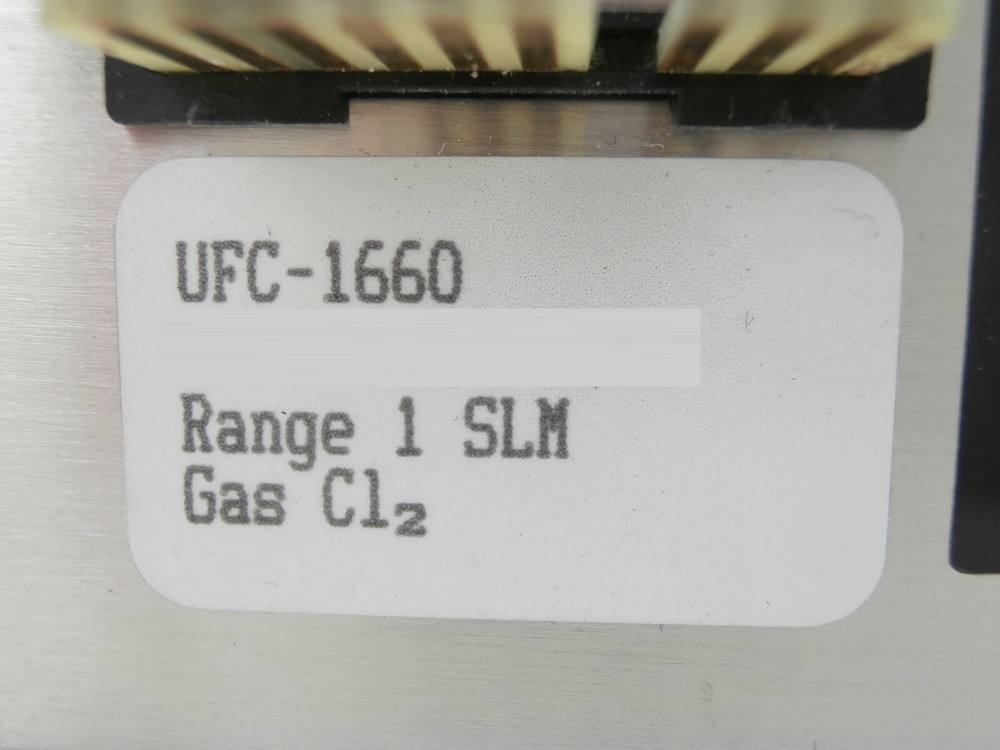 UFC-1660
Range 1 SLM
Gas Cl₂